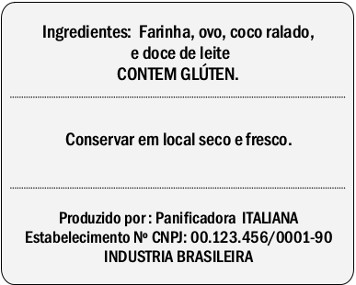 Ingredientes: Farinha, ovo, coco ralado,
e doce de leite
CONTEM GLÚTEN.
Conservar em local seco e fresco.
Produzido por : Panificadora ITALIANA
Estabelecimento Nº CNPJ: 00.123.456/0001-90
INDUSTRIA BRASILEIRA